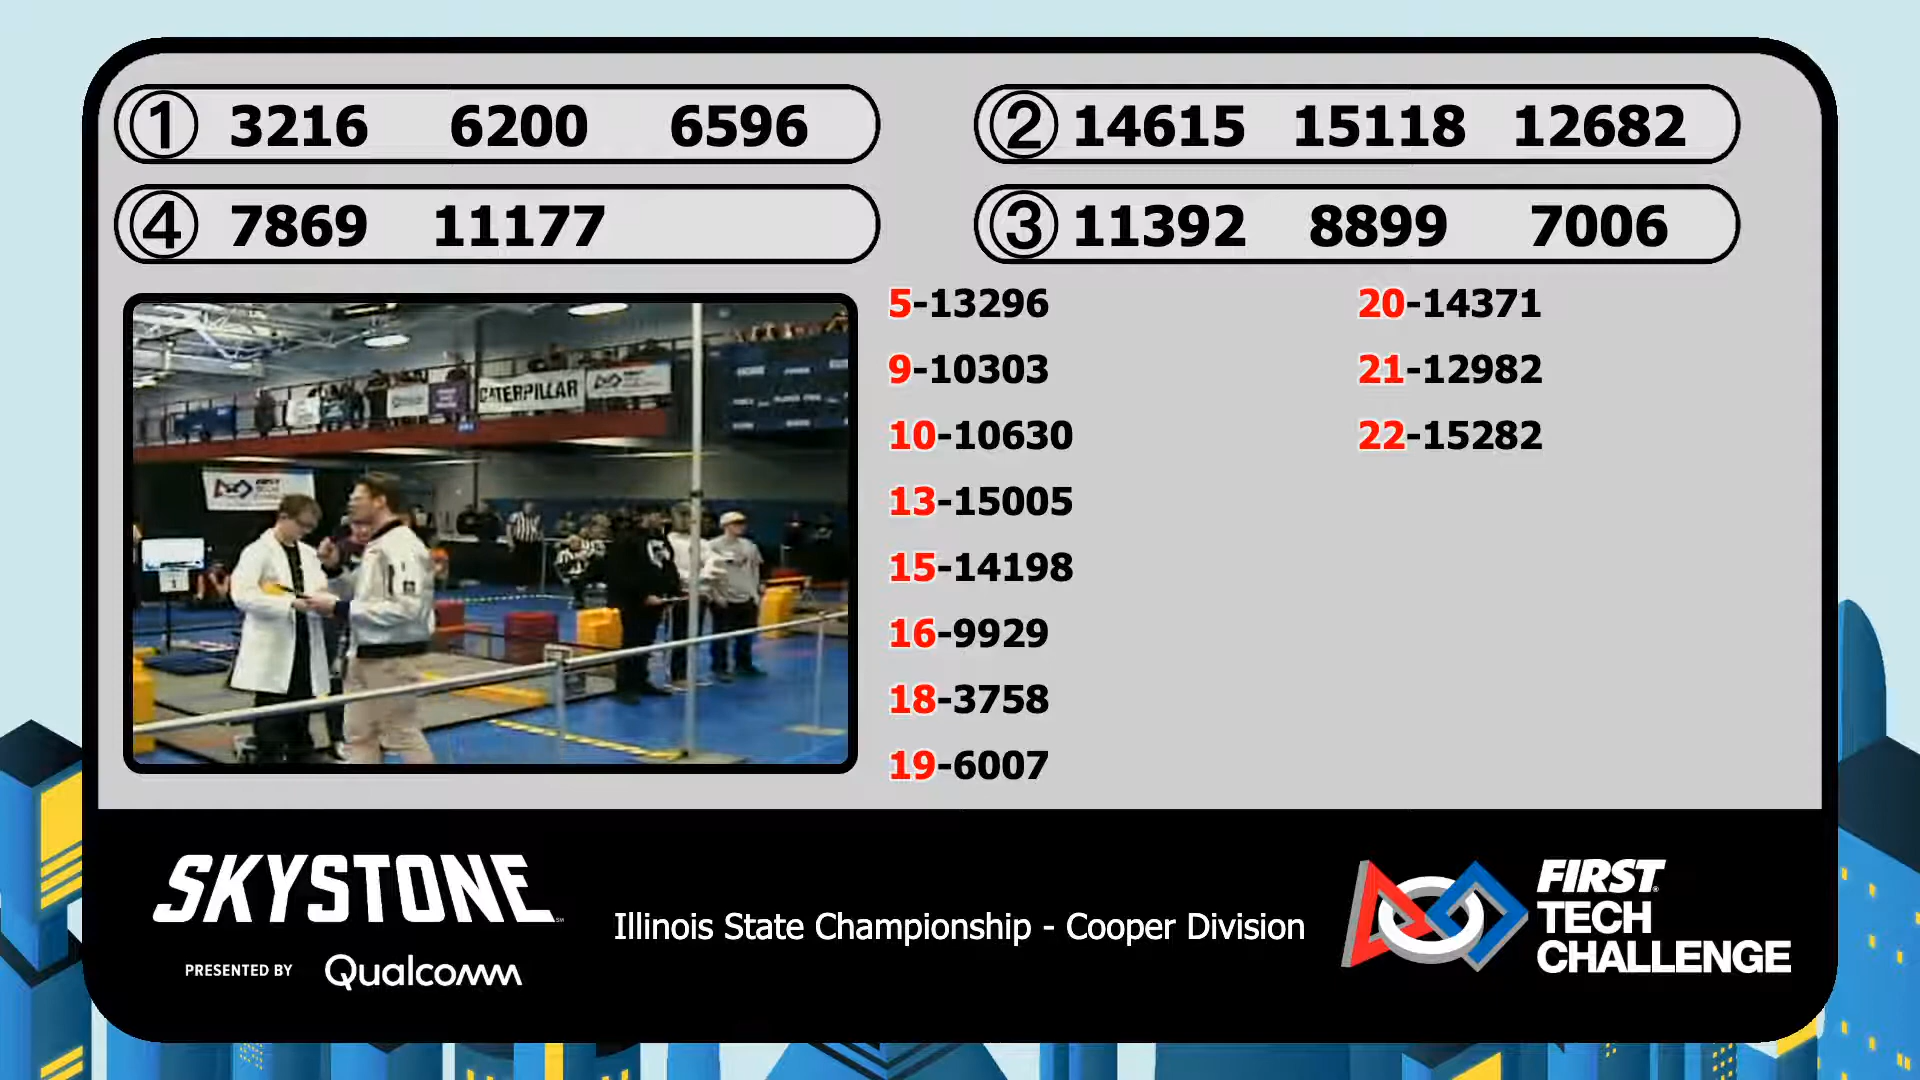 ① 3216 6200 6596
② 14615 15118 12682
④ 7869 11177
③ 11392 8899 7006
5-13296
9-10303
10-10630
13-15005
15-14198
16-9929
18-3758
19-6007
20-14371
21-12982
22-15282
CATERPILLAR
FIRST
TECH
SKYSTONE
PRESENTED BY Qualcomm
Illinois State Championship - Cooper Division
FIRST
TECH
CHALLENGE